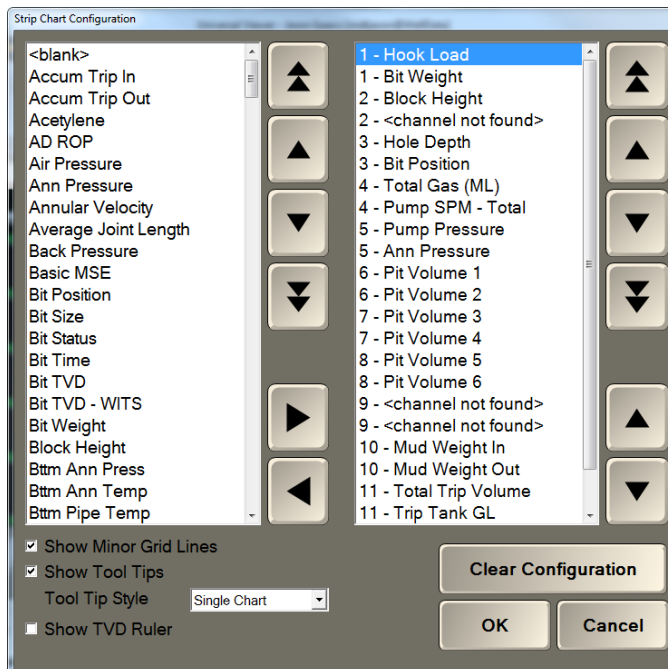 Strip Chart Configuration
<blank>
Accum Trip In
Accum Trip Out
Acetylene
AD ROP
Air Pressure
Ann Pressure
Annular Velocity
Average Joint Length
Back Pressure
Basic MSE
Bit Position
Bit Size
Bit Status
Bit Time
Bit TVD
Bit TVD - WITS
Bit Weight
Block Height
Bttm Ann Press
Bttm Ann Temp
Bttm Pipe Temp
1 - Hook Load
1 - Bit Weight
2 - Block Height
2 - <channel not found>
3 - Hole Depth
3 - Bit Position
4 - Total Gas (ML)
4 - Pump SPM - Total
5 - Pump Pressure
5 - Ann Pressure
6 - Pit Volume 1
6 - Pit Volume 2
7 - Pit Volume 3
7 - Pit Volume 4
8 - Pit Volume 5
8 - Pit Volume 6
9 - <channel not found>
9 - <channel not found>
10 - Mud Weight In
10 - Mud Weight Out
11 - Total Trip Volume
11 - Trip Tank GL
Show Minor Grid Lines
Show Tool Tips
Tool Tip Style
Single Chart
Show TVD Ruler
Clear Configuration
OK
Cancel